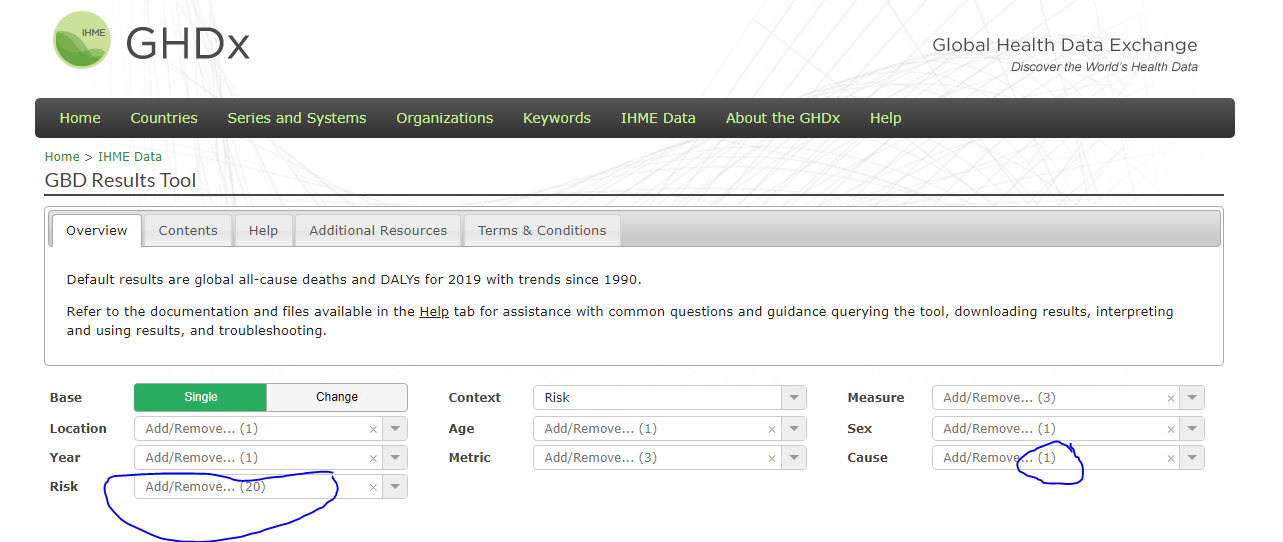 IHME GHDx
Global Health Data Exchange
Discover the World's Health Data
Home Countries Series and Systems Organizations Keywords IHME Data About the GHDx Help
Home > IHME Data
GBD Results Tool
Overview Contents Help Additional Resources Terms & Conditions
Default results are global all-cause deaths and DALYs for 2019 with trends since 1990.
Refer to the documentation and files available in the Help tab for assistance with common questions and guidance querying the tool, downloading results, interpreting
and using results, and troubleshooting.
Base Single Change Context Risk Measure Add/Remove... (3)
Location Add/Remove... (1) Age Add/Remove... (1) Sex Add/Remove... (1)
Year Add/Remove... (1) Metric Add/Remove... (3) Cause Add/Remove... (1)
Risk Add/Remove... (20)